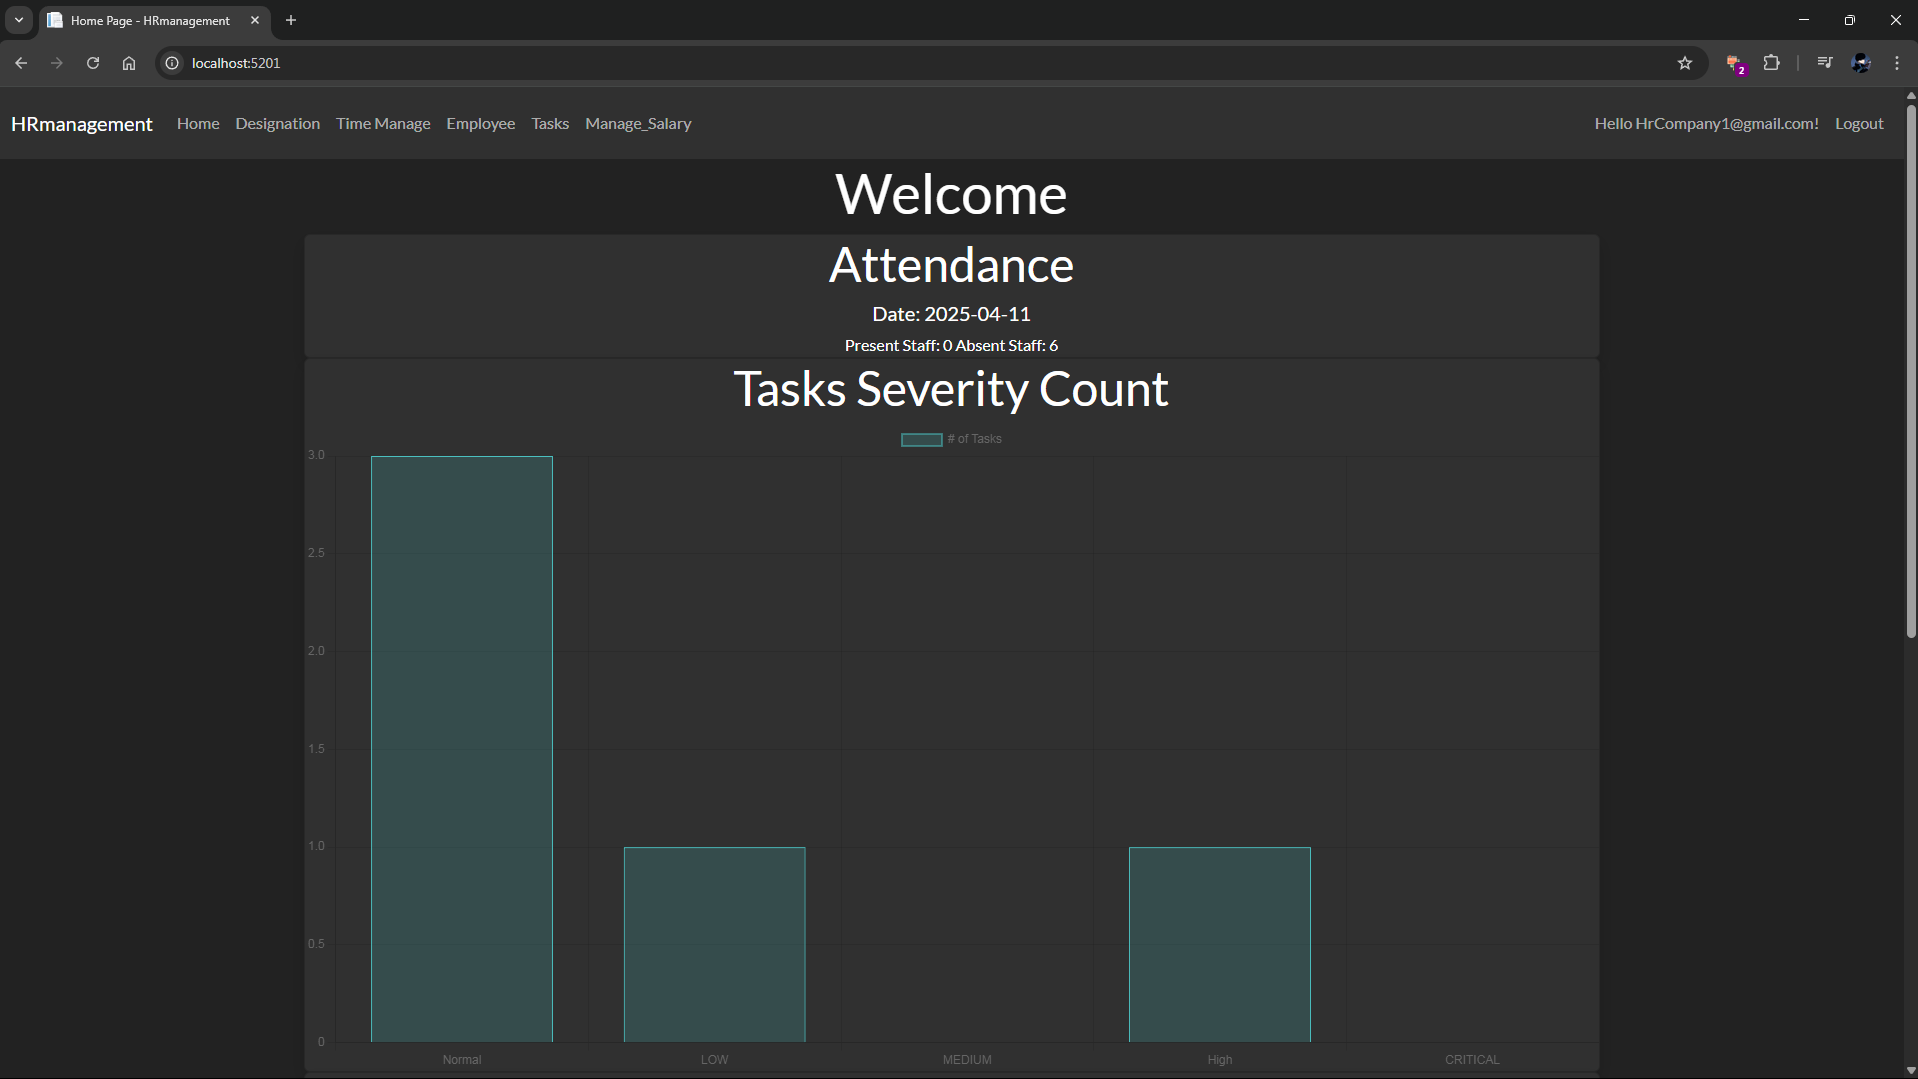 Home Page - HRmanagement
localhost:5201
2
HRmanagement Home Designation Time Manage Employee Tasks Manage_Salary Hello HrCompany1@gmail.com! Logout
Welcome
Attendance
Date: 2025-04-11
Present Staff: 0 Absent Staff: 6
Tasks Severity Count
# of Tasks
3.0
2.5
2.0
1.5
1.0
0.5
0
Normal LOW MEDIUM High CRITICAL